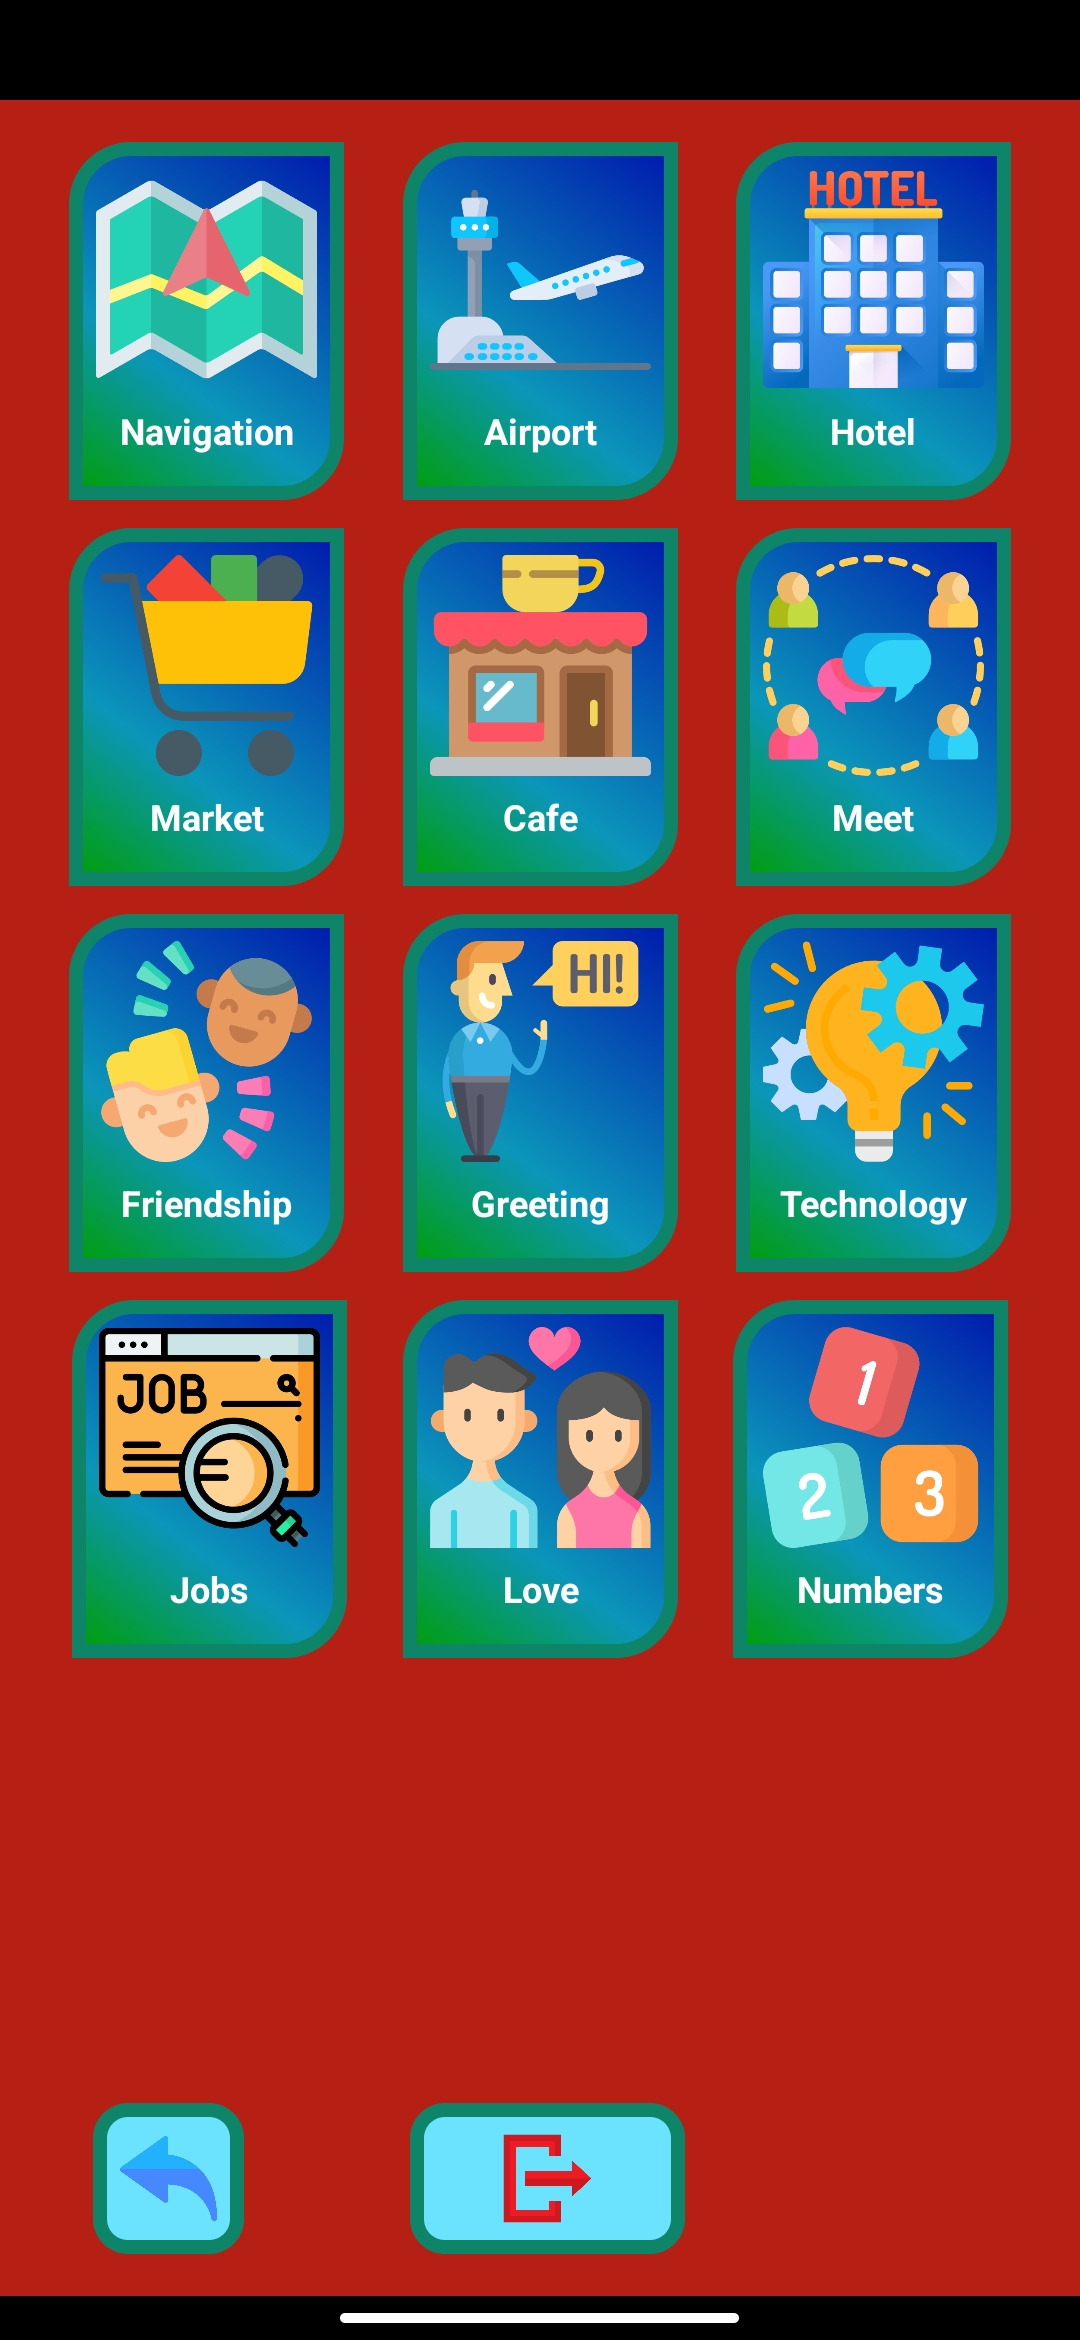 HOTEL
Navigation
Airport
Hotel
Market
Cafe
Meet
HI!
Friendship
Greeting
Technology
JOB
1
2
3
Jobs
Love
Numbers